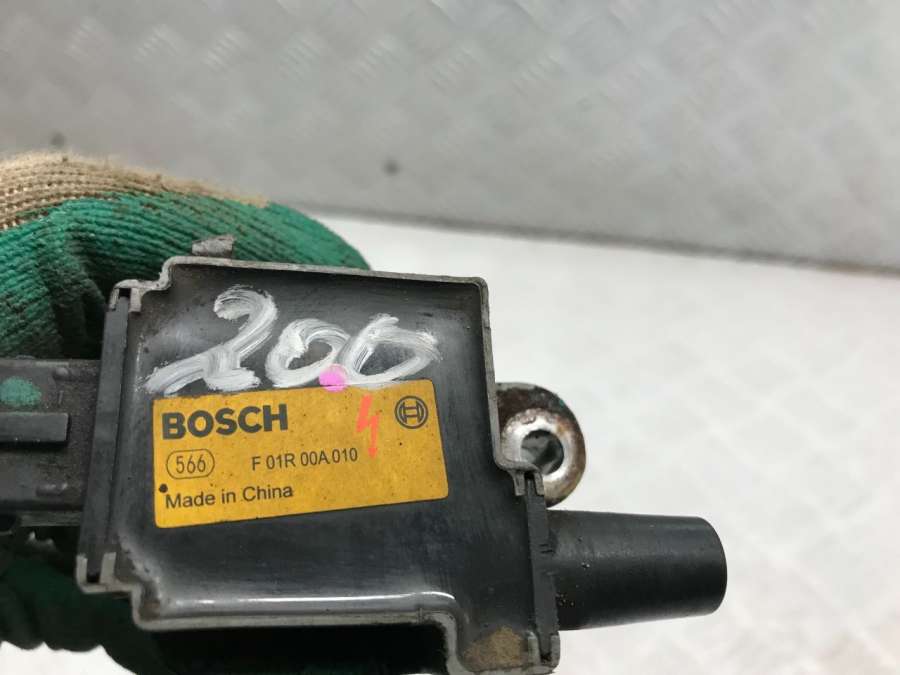 200
BOSCH
566 F 01R 00A 010
Made in China